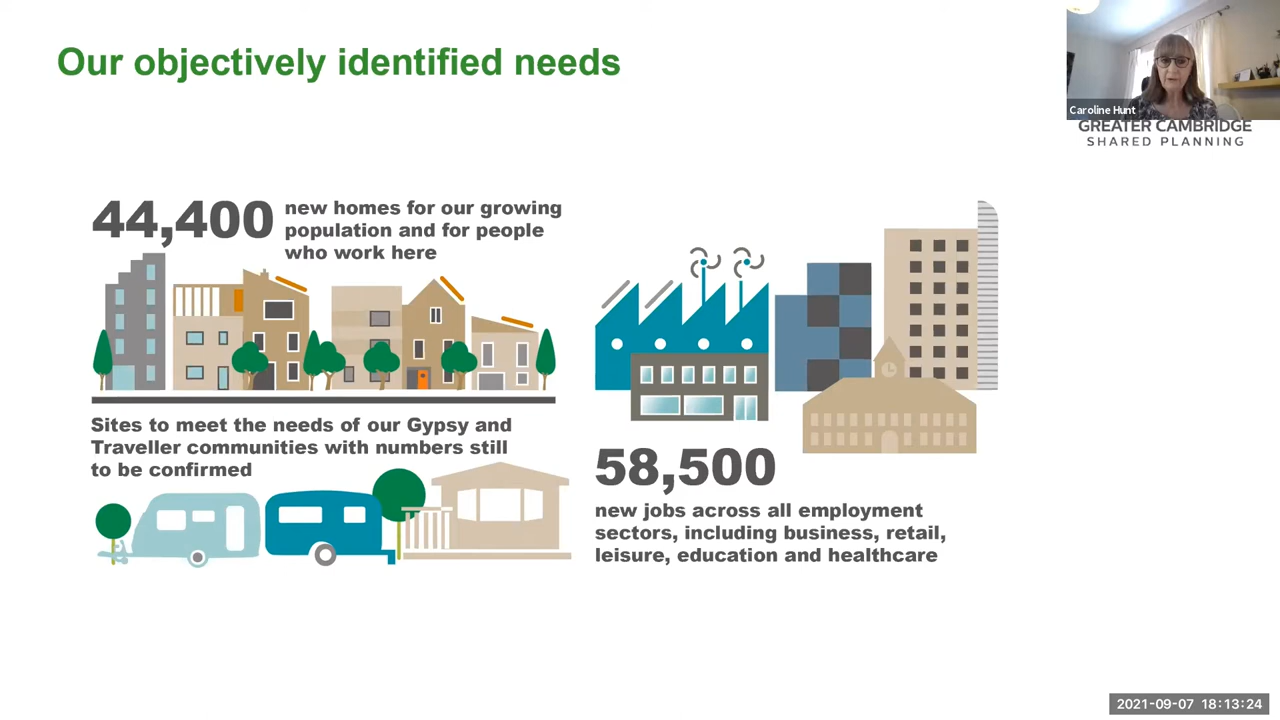 Our objectively identified needs
Caroline Hunt
GREATER CAMBRIDGE
SHARED PLANNING
44,400
new homes for our growing
population and for people
who work here
Sites to meet the needs of our Gypsy and
Traveller communities with numbers still
to be confirmed
58,500
new jobs across all employment
sectors, including business, retail,
leisure, education and healthcare
2021-09-07 18:13:24